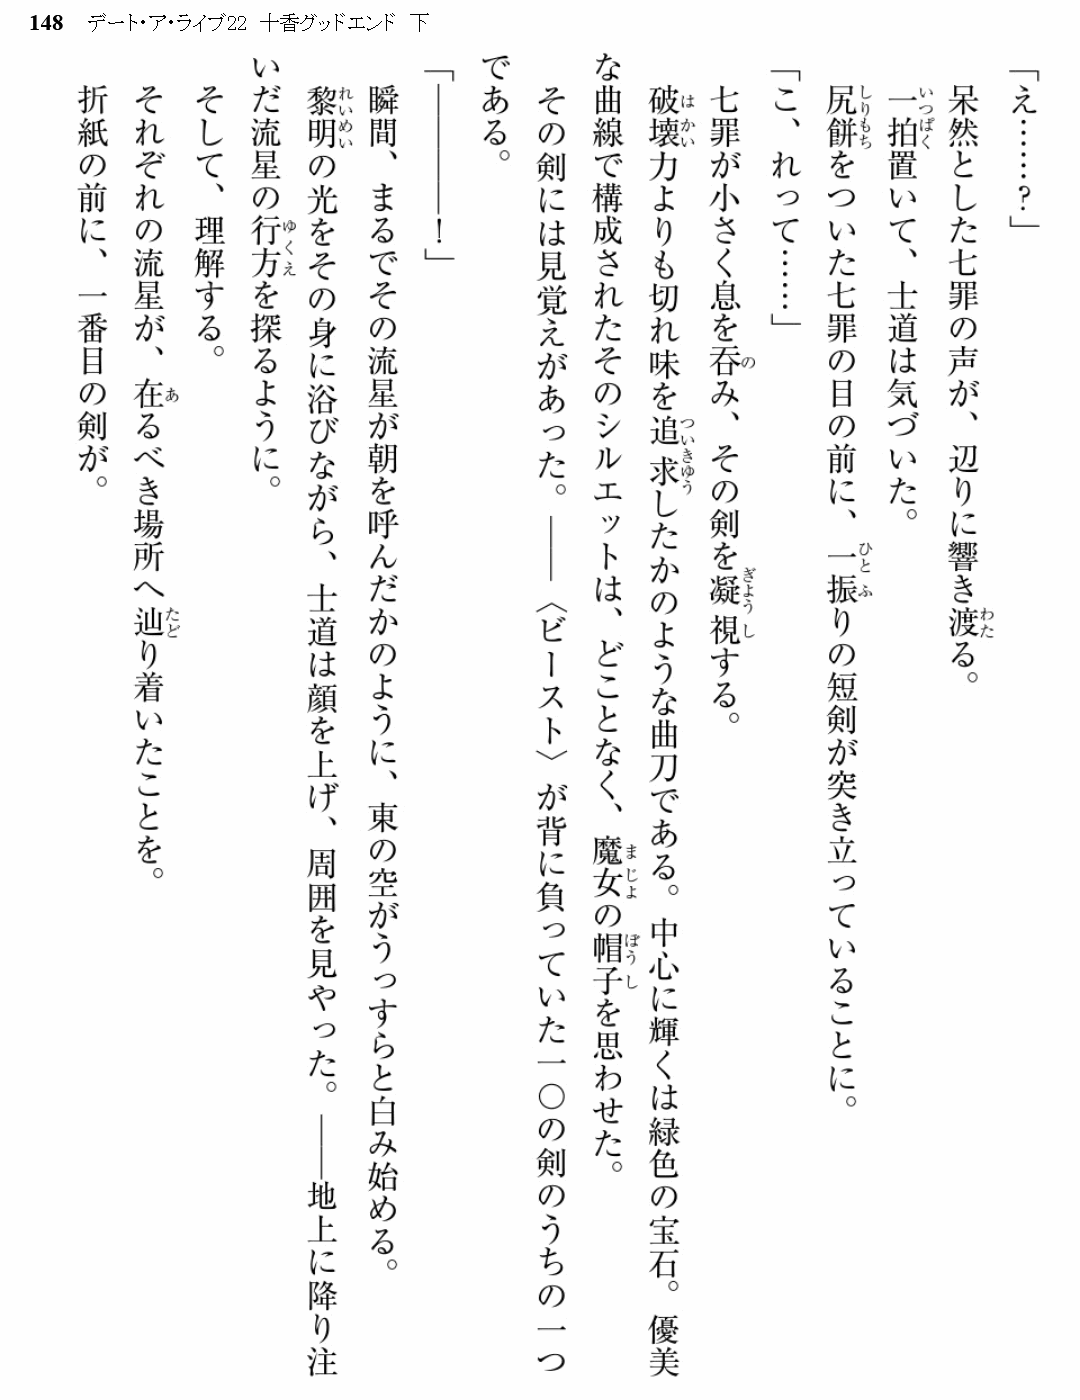 148 デート・ア・ライブ22 十香グッドエンド 下
「え……?」
呆然とした七罪の声が、辺りに響き渡る。
一拍置いて、士道は気づいた。
尻餅をついた七罪の目の前に、一振りの短剣が突き立っていることに。
「こ、れって……」
七罪が小さく息を呑み、その剣を凝視する。
破壊力よりも切れ味を追求したかのような曲刀である。中心に輝くは緑色の宝石。優美
な曲線で構成されたそのシルエットは、どことなく、魔女の帽子を思わせた。
その剣には見覚えがあった。――〈ビースト〉が背に負っていた一〇の剣のうちの一つ
である。
「――――!」
瞬間、まるでその流星が朝を呼んだかのように、東の空がうっすらと白み始める。
黎明の光をその身に浴びながら、士道は顔を上げ、周囲を見やった。――地上に降り注
いだ流星の行方を探るように。
そして、理解する。
それぞれの流星が、在るべき場所へ辿り着いたことを。
折紙の前に、一番目の剣が。